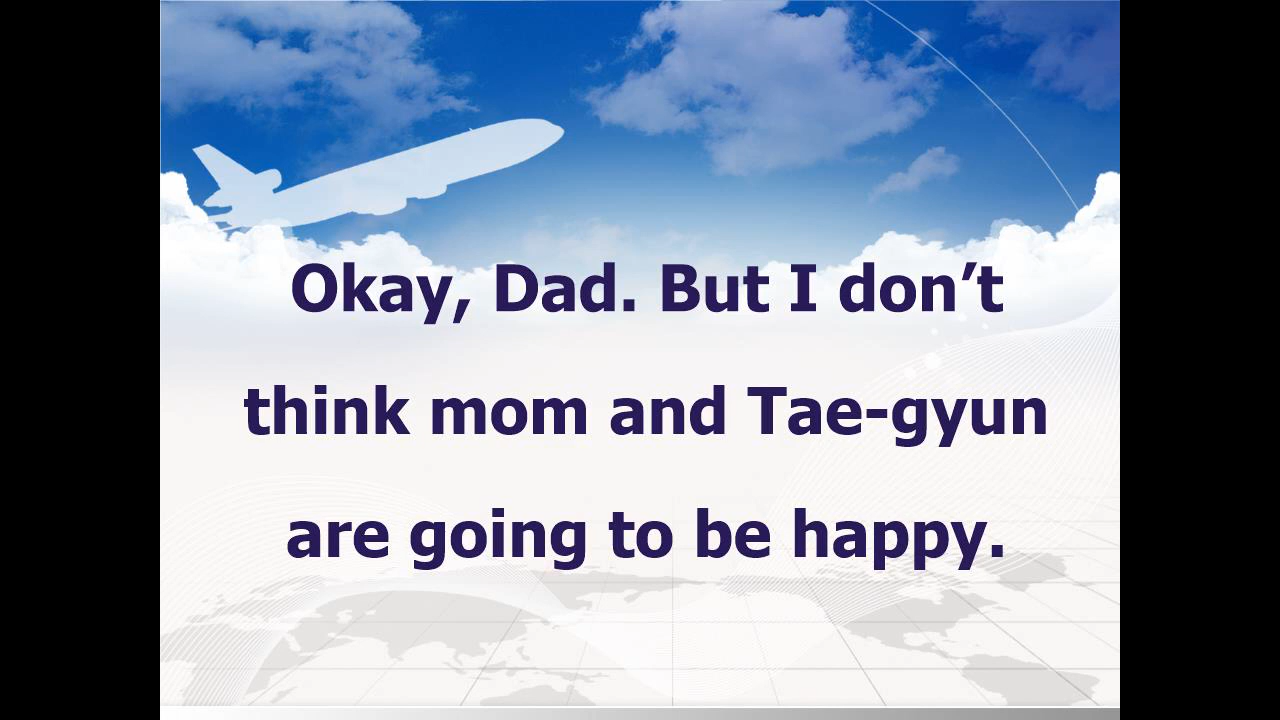 Okay, Dad. But I don’t
think mom and Tae-gyun
are going to be happy.